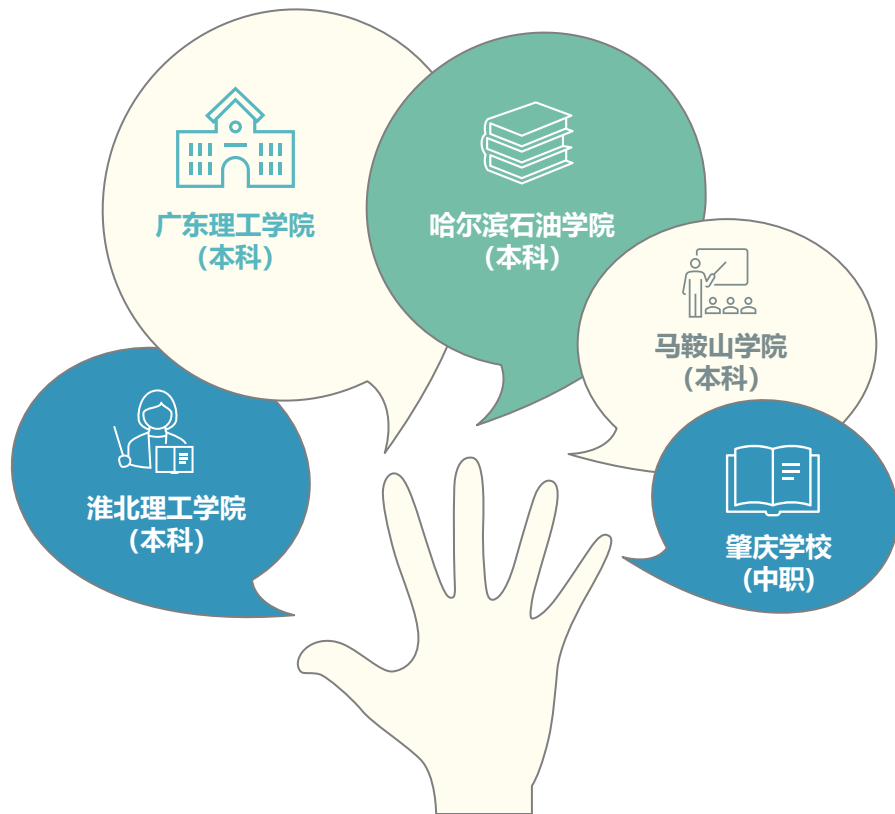 广东理工学院
（本科）
哈尔滨石油学院
（本科）
马鞍山学院
（本科）
淮北理工学院
（本科）
肇庆学校
(中职)